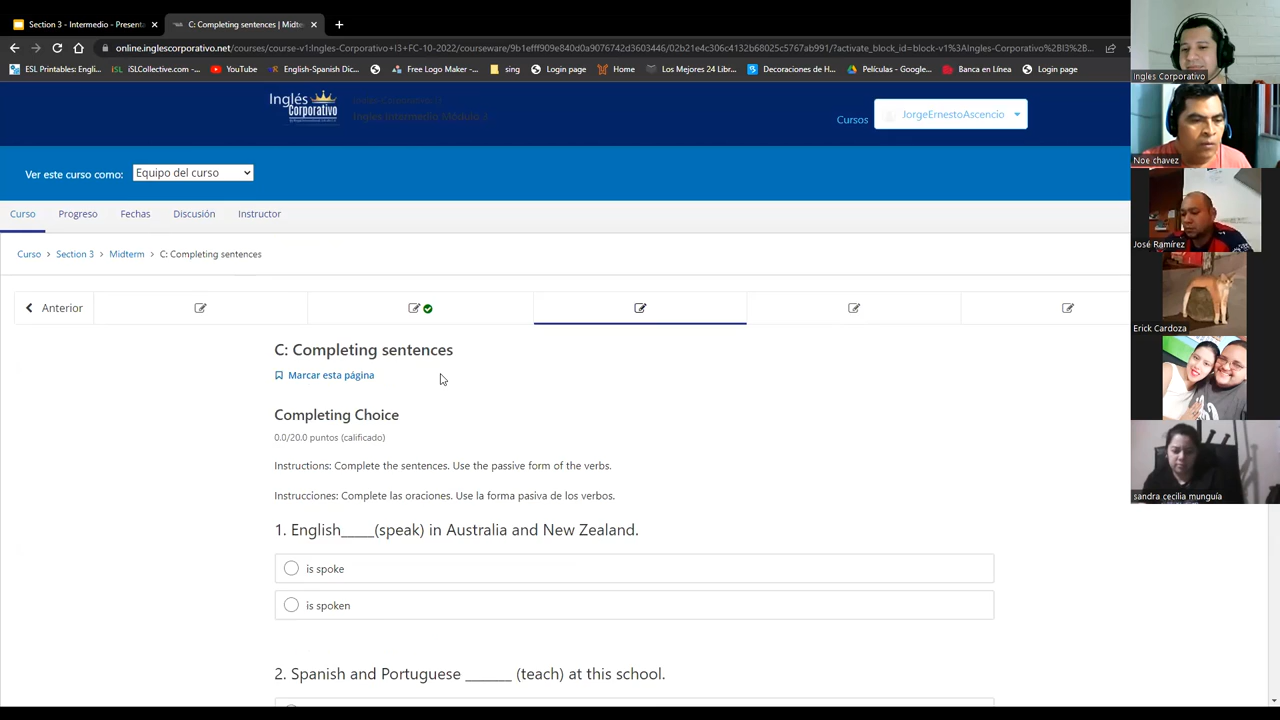 Section 3 - Intermedio - Presenta
C: Completing sentences | Midte
online.inglescorporativo.net/courses/course-v1:Ingles-Corporativo+I3+FC-10-2022/courseware/9b1efff909e840d0a9076742d3603446/02b21e4c306c4132b68025c5767ab991/?activate_block_id=block-v1%3AIngles-Corporativo%2BI3%2B...
ESL Printables: Engli...
iSLCollective.com -...
YouTube
English-Spanish Dic...
Free Logo Maker -...
sing
Login page
Home
Los Mejores 24 Libr...
Decoraciones de H...
Películas - Google...
Banca en Línea
Login page
Inglés
Corporativo
Ingles Intermedio Módulo
Cursos
JorgeErnestoAscencio
Ver este curso como:
Equipo del curso
Curso
Progreso
Fechas
Discusión
Instructor
Curso > Section 3 > Midterm > C: Completing sentences
Anterior
C: Completing sentences
Marcar esta página
Completing Choice
0.0/20.0 puntos (calificado)
Instructions: Complete the sentences. Use the passive form of the verbs.
Instrucciones: Complete las oraciones. Use la forma pasiva de los verbos.
1. English_____(speak) in Australia and New Zealand.
is spoke
is spoken
2. Spanish and Portuguese _______ (teach) at this school.
Ingles Corporativo
Noe chavez
José Ramírez
Erick Cardoza
sandra cecilia munguía